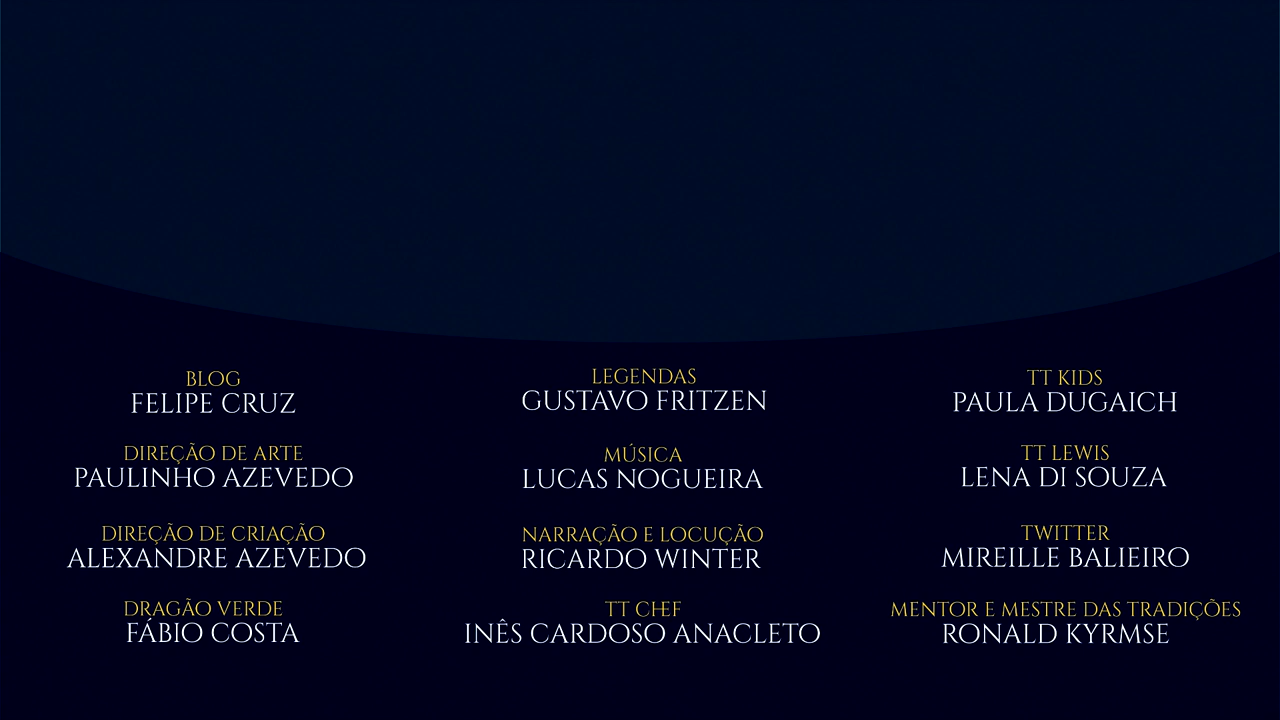 BLOG
FELIPE CRUZ
DIREÇÃO DE ARTE
PAULINHO AZEVEDO
DIREÇÃO DE CRIAÇÃO
ALEXANDRE AZEVEDO
DRAGÃO VERDE
FÁBIO COSTA
LEGENDAS
GUSTAVO FRITZEN
MÚSICA
LUCAS NOGUEIRA
NARRAÇÃO E LOCUÇÃO
RICARDO WINTER
TT CHEF
INÊS CARDOSO ANACLETO
TT KIDS
PAULA DUGAICH
TT LEWIS
LENA DI SOUZA
TWITTER
MIREILLE BALIEIRO
MENTOR E MESTRE DAS TRADIÇÕES
RONALD KYRMSE